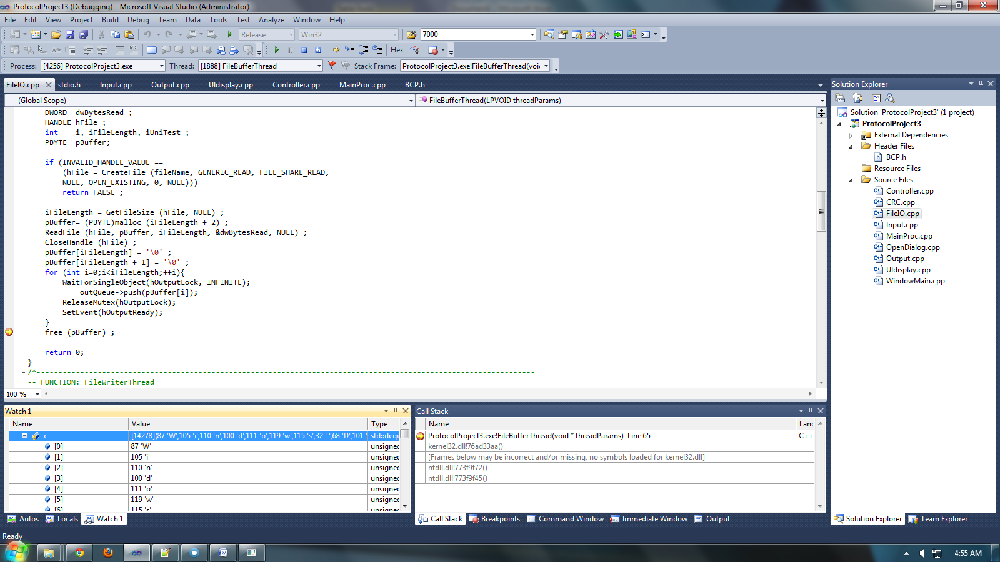 ProtocolProject3 (Debugging) - Microsoft Visual Studio (Administrator)
File Edit View Project Build Debug Team Data Tools Test Analyze Window Help
Release Win32 7000
Hex
Process: [4256] ProtocolProject3.exe Thread: [1888] FileBufferThread Stack Frame: ProtocolProject3.exe!FileBufferThread(voi
FileIO.cpp stdio.h Input.cpp Output.cpp UIdisplay.cpp Controller.cpp MainProc.cpp BCP.h
(Global Scope) FileBufferThread(LPVOID threadParams)
DWORD dwBytesRead ;
HANDLE hFile ;
int i, iFileLength, iUniTest ;
PBYTE pBuffer;
if (INVALID_HANDLE_VALUE ==
(hFile = CreateFile (fileName, GENERIC_READ, FILE_SHARE_READ,
NULL, OPEN_EXISTING, 0, NULL)))
return FALSE ;
iFileLength = GetFileSize (hFile, NULL) ;
pBuffer= (PBYTE)malloc (iFileLength + 2) ;
ReadFile (hFile, pBuffer, iFileLength, &dwBytesRead, NULL) ;
CloseHandle (hFile) ;
pBuffer[iFileLength] = '\0' ;
pBuffer[iFileLength + 1] = '\0' ;
for (int i=0;i<iFileLength;++i){
WaitForSingleObject(hOutputLock, INFINITE);
outQueue->push(pBuffer[i]);
ReleaseMutex(hOutputLock);
SetEvent(hOutputReady);
}
free (pBuffer) ;
return 0;
}
/*------------------------------------------------------------------------------------------------------------------
-- FUNCTION: FileWriterThread
100 %
Solution Explorer
Solution 'ProtocolProject3' (1 project)
ProtocolProject3
External Dependencies
Header Files
BCP.h
Resource Files
Source Files
Controller.cpp
CRC.cpp
FileIO.cpp
Input.cpp
MainProc.cpp
OpenDialog.cpp
Output.cpp
UIdisplay.cpp
WindowMain.cpp
Solution Explorer Team Explorer
Watch 1
Name Value Type
c [14278](87 'W',105 'i',110 'n',100 'd',111 'o',119 'w',115 's',32 ' ',68 'D',101 ' std::dequ
[0] 87 'W' unsigned
[1] 105 'i' unsigned
[2] 110 'n' unsigned
[3] 100 'd' unsigned
[4] 111 'o' unsigned
[5] 119 'w' unsigned
[6] 115 's' unsigned
Autos Locals Watch 1
Call Stack
Name Lang
ProtocolProject3.exe!FileBufferThread(void * threadParams) Line 65 C++
kernel32.dll!76ad33aa()
[Frames below may be incorrect and/or missing, no symbols loaded for kernel32.dll]
ntdll.dll!773f9f72()
ntdll.dll!773f9f45()
Call Stack Breakpoints Command Window Immediate Window Output
Ready
4:55 AM